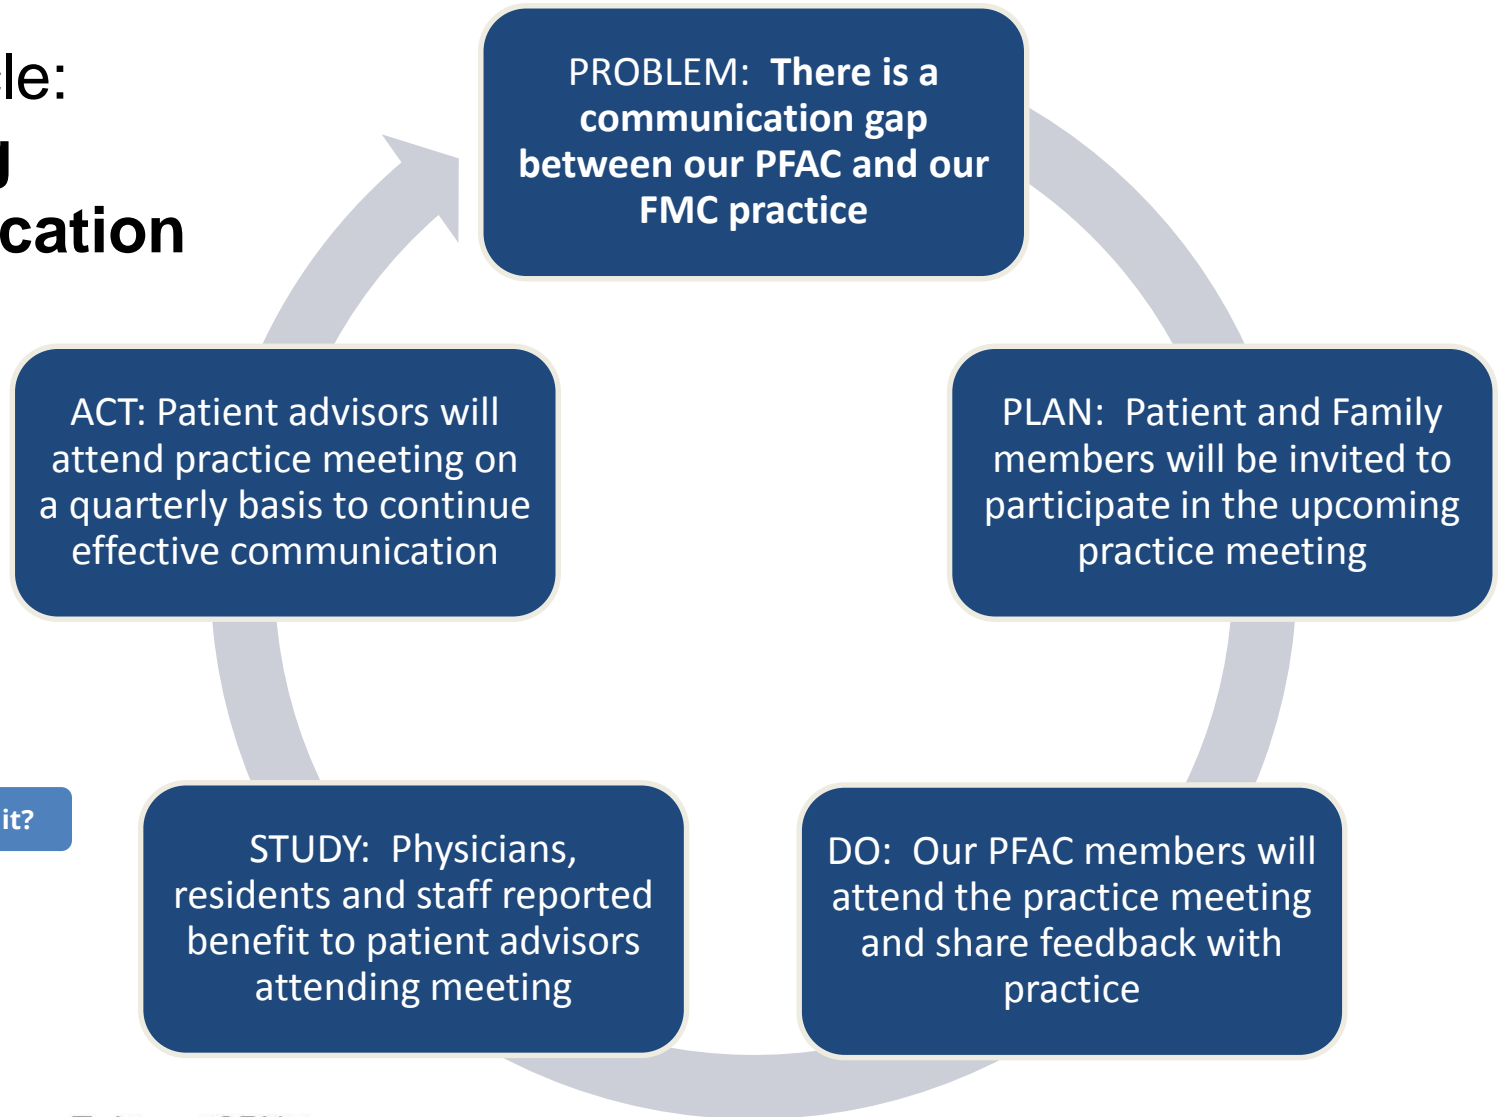 cle:
g
cation
PROBLEM: There is a
communication gap
between our PFAC and our
FMC practice
PLAN: Patient and Family
members will be invited to
participate in the upcoming
practice meeting
DO: Our PFAC members will
attend the practice meeting
and share feedback with
practice
STUDY: Physicians,
residents and staff reported
benefit to patient advisors
attending meeting
ACT: Patient advisors will
attend practice meeting on
a quarterly basis to continue
effective communication
it?